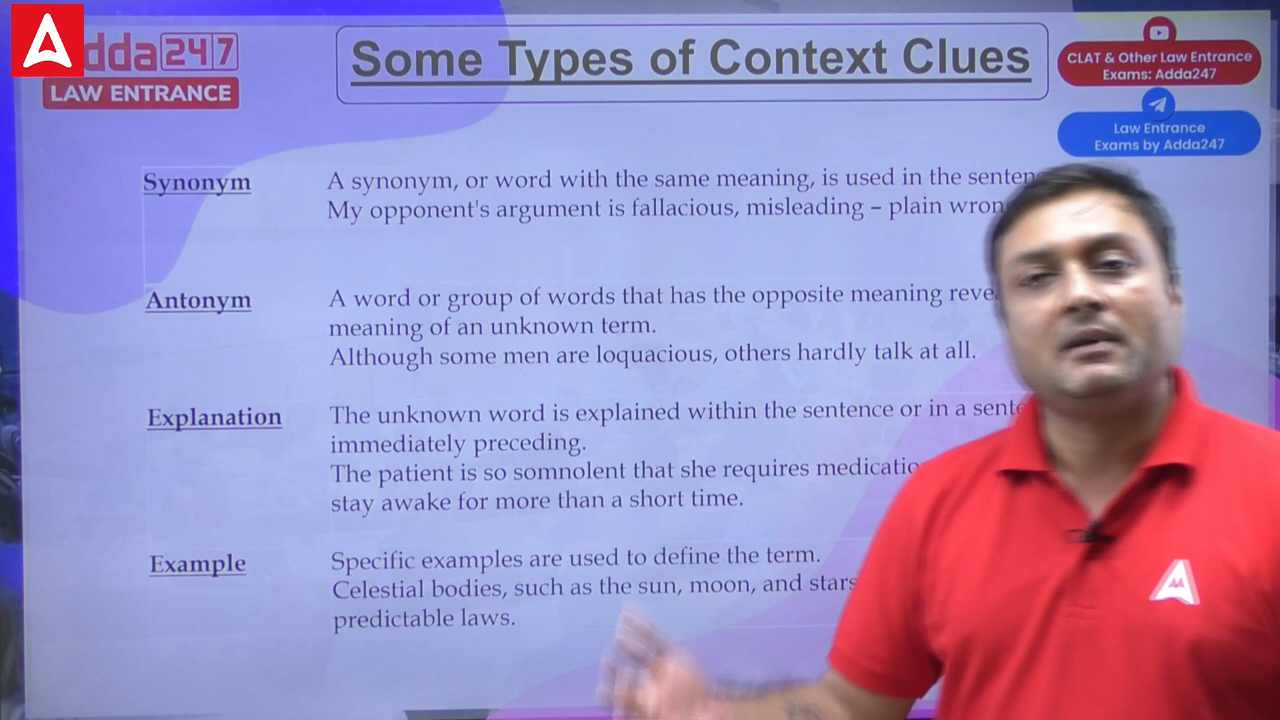 dda247
LAW ENTRANCE
Some Types of Context Clues
CLAT & Other Law Entrance
Exams: Adda247
Law Entrance
Exams by Adda247
Synonym
A synonym, or word with the same meaning, is used in the
My opponent's argument is fallacious, misleading – plain
Antonym
A word or group of words that has the opposite meaning
meaning of an unknown term.
Although some men are loquacious, others hardly talk at all.
Explanation
The unknown word is explained within the sentence or in a
immediately preceding.
The patient is so somnolent that she requires
stay awake for more than a short time.
Example
Specific examples are used to define the term.
Celestial bodies, such as the sun, moon, and stars
predictable laws.